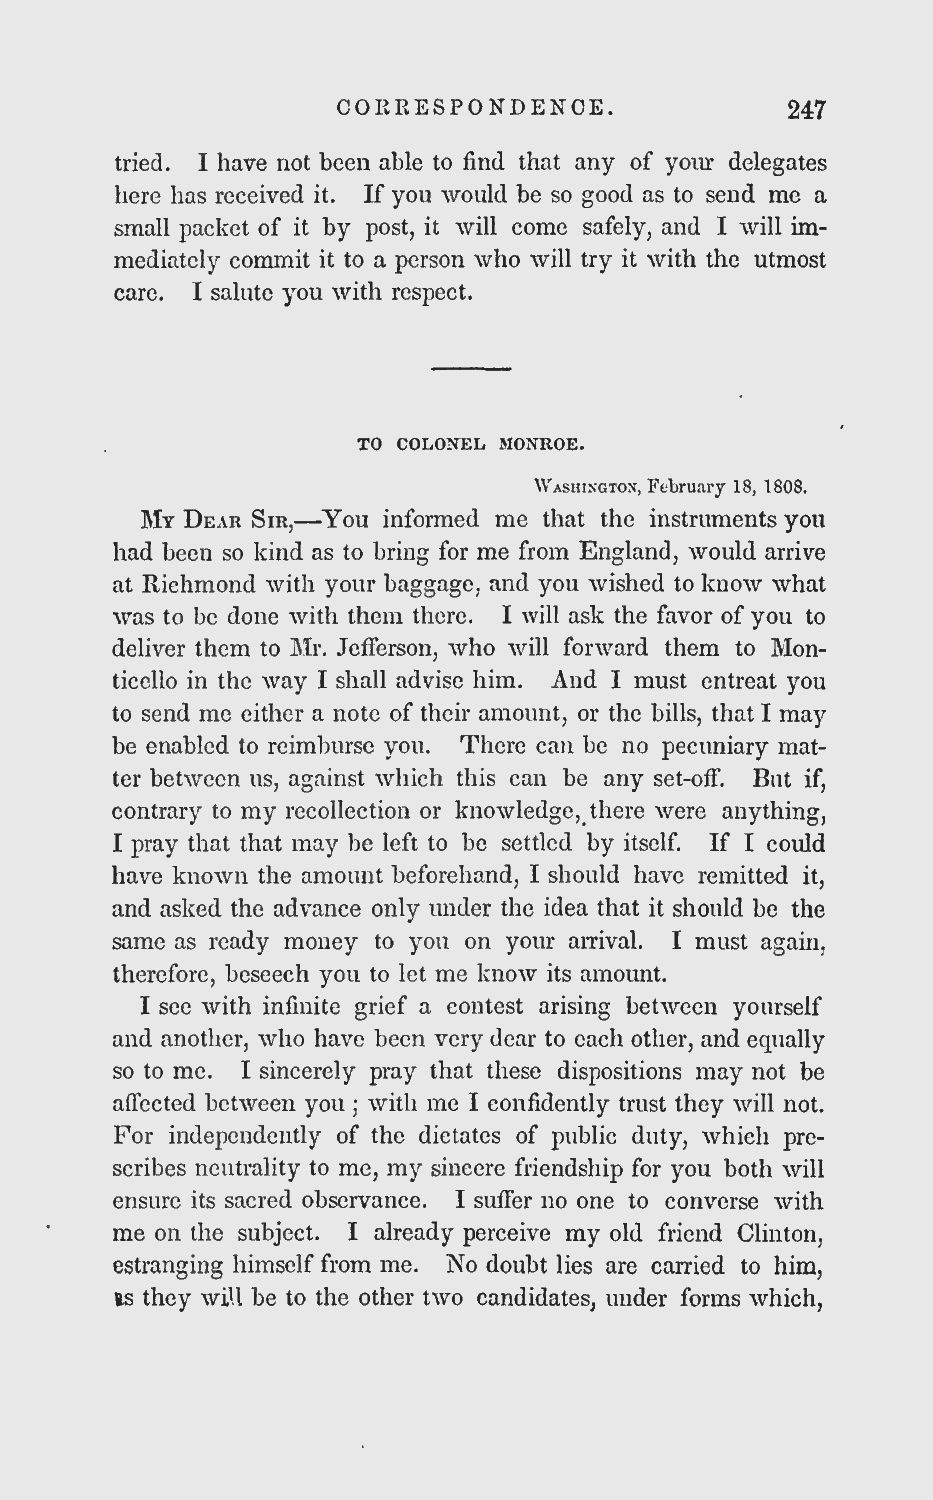 CORRESPONDENCE. 247
tried. I have not been able to find that any of your delegates
here has received it. If you would be so good as to send me a
small packet of it by post, it will come safely, and I will im-
mediately commit it to a person who will try it with the utmost
care. I salute you with respect.
TO COLONEL MONROE.
WASHINGTON, February 18, 1808.
MY DEAR SIR,—You informed me that the instruments you
had been so kind as to bring for me from England, would arrive
at Richmond with your baggage, and you wished to know what
was to be done with them there. I will ask the favor of you to
deliver them to Mr. Jefferson, who will forward them to Mon-
ticello in the way I shall advise him. And I must entreat you
to send me either a note of their amount, or the bills, that I may
be enabled to reimburse you. There can be no pecuniary mat-
ter between us, against which this can be any set-off. But if,
contrary to my recollection or knowledge, there were anything,
I pray that that may be left to be settled by itself. If I could
have known the amount beforehand, I should have remitted it,
and asked the advance only under the idea that it should be the
same as ready money to you on your arrival. I must again,
therefore, beseech you to let me know its amount.
I see with infinite grief a contest arising between yourself
and another, who have been very dear to each other, and equally
so to me. I sincerely pray that these dispositions may not be
affected between you; with me I confidently trust they will not.
For independently of the dictates of public duty, which pre-
scribes neutrality to me, my sincere friendship for you both will
ensure its sacred observance. I suffer no one to converse with
me on the subject. I already perceive my old friend Clinton,
estranging himself from me. No doubt lies are carried to him,
as they will be to the other two candidates, under forms which,